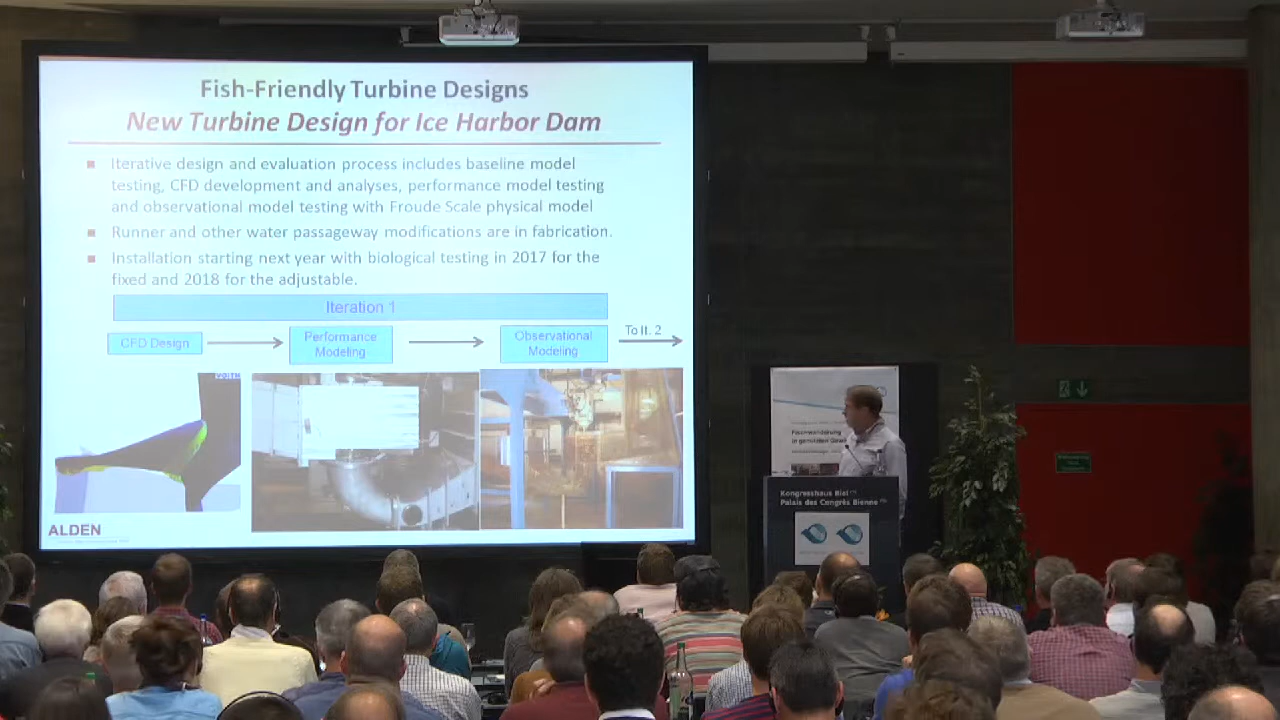 Fish-Friendly Turbine Designs
New Turbine Design for Ice Harbor Dam
Iterative design and evaluation process includes baseline model
testing, CFD development and analyses, performance model testing
and observational model testing with Froude Scale physical model
Runner and other water passageway modifications are in fabrication.
Installation starting next year with biological testing in 2017 for the
fixed and 2018 for the adjustable.
Iteration 1
CFD Design
Performance
Modeling
Observational
Modeling
To It. 2
VOITH
ALDEN
Fischwanderung
in genutzten
Kongresshaus Biel
Palais des Congrès Bienne